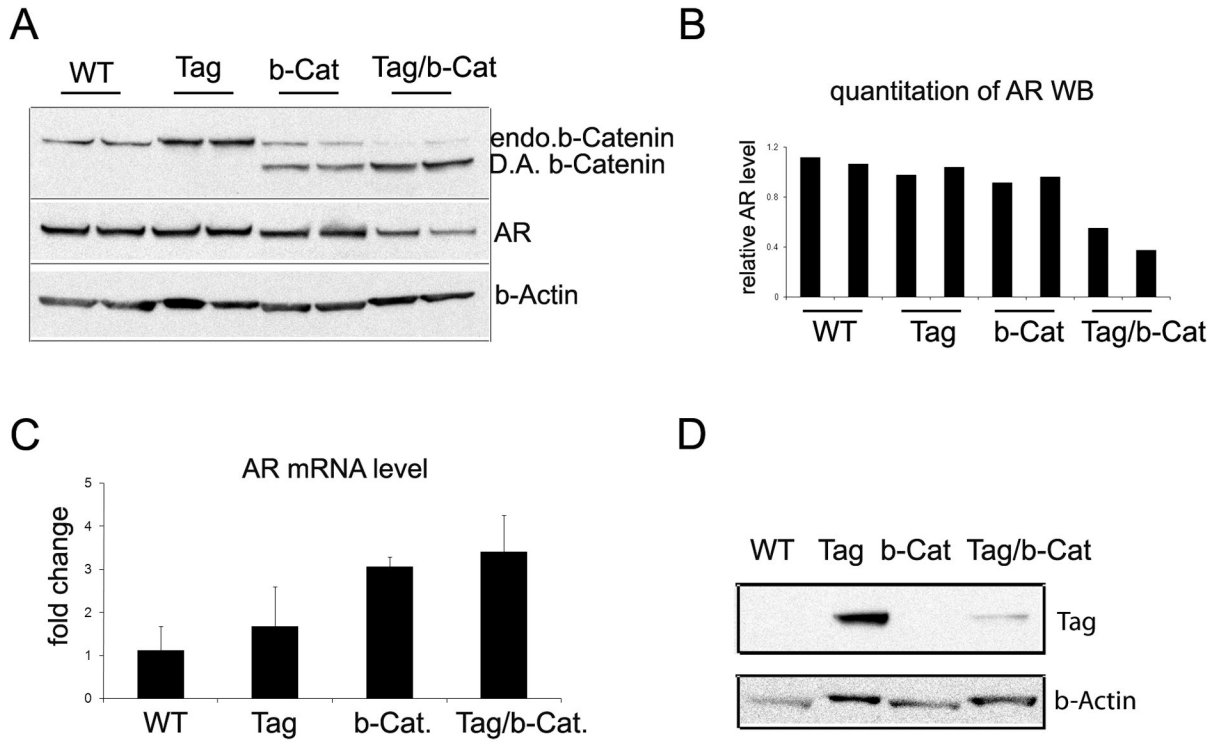 A
WT Tag b-Cat Tag/b-Cat
endo.b-Catenin
D.A. b-Catenin
AR
b-Actin
B
quantitation of AR WB
relative AR level
1.2
0.8
0.4
0
WT Tag b-Cat Tag/b-Cat
C
AR mRNA level
fold change
5
4
3
2
1
0
WT Tag b-Cat. Tag/b-Cat.
D
WT Tag b-Cat Tag/b-Cat
Tag
b-Actin